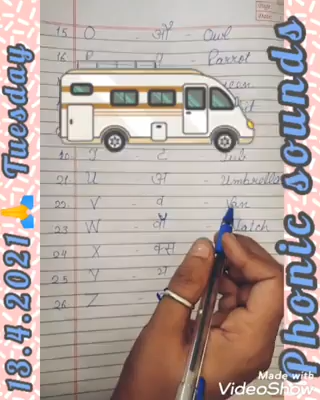 13.4.2021🙏 Tuesday
Phonic sounds
15. O - ऑ - Owl
16. P - - Parrot
20. T - ट - Tub
21. U - अ - Umbrella
22. V - व - Van
23 W - व - Watch
24 X - क्स
25 Y - य
26. Z -
Made with
VideoShow